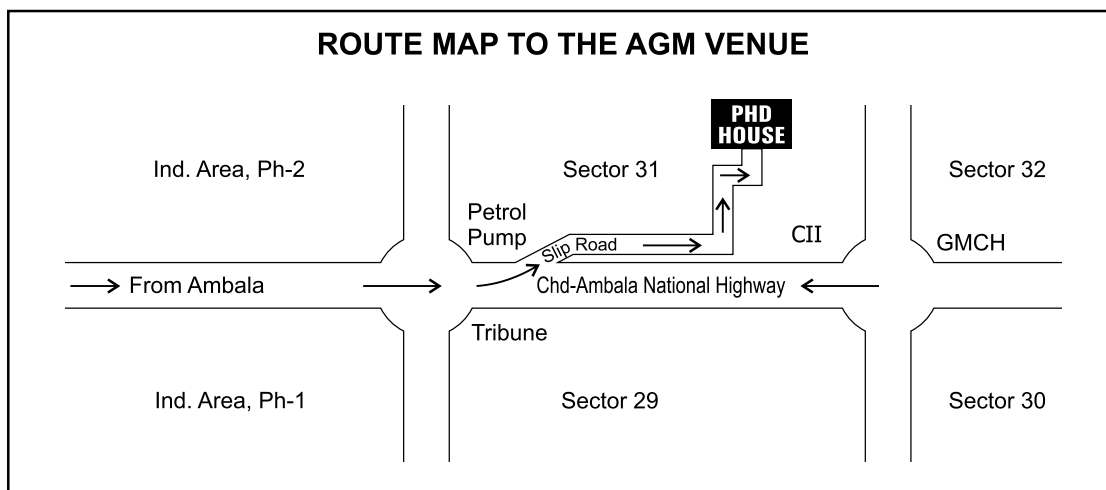 ROUTE MAP TO THE AGM VENUE
PHD
HOUSE
Ind. Area, Ph-2
Sector 31
Sector 32
Petrol
Pump
Slip Road
CII
GMCH
From Ambala
Chd-Ambala National Highway
Tribune
Ind. Area, Ph-1
Sector 29
Sector 30